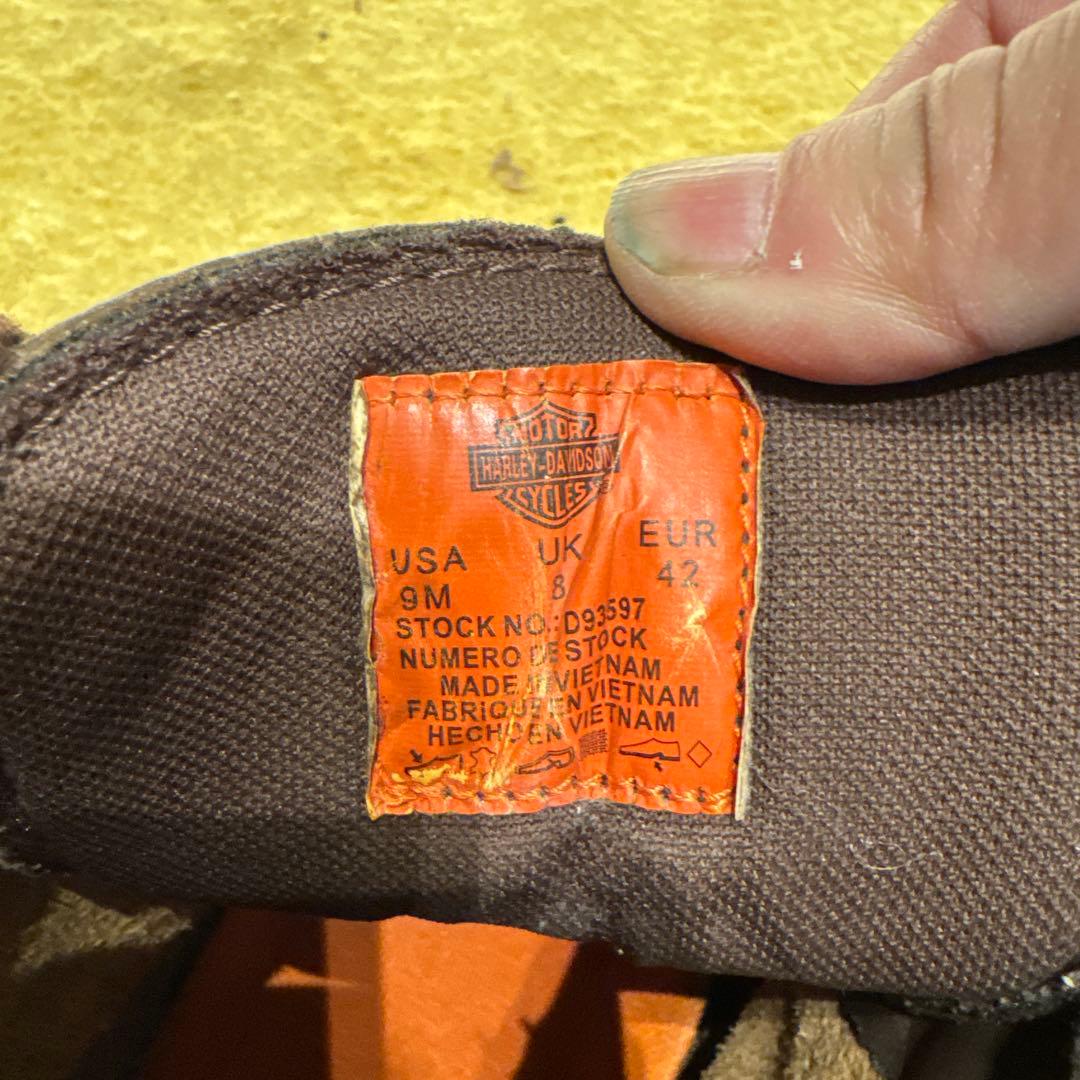 MOTOR
HARLEY-DAVIDSON
CYCLES
USA UK EUR
9M 8 42
STOCK NO.:D93597
NUMERO DE STOCK
MADE IN VIETNAM
FABRIQUE EN VIETNAM
HECHO EN VIETNAM